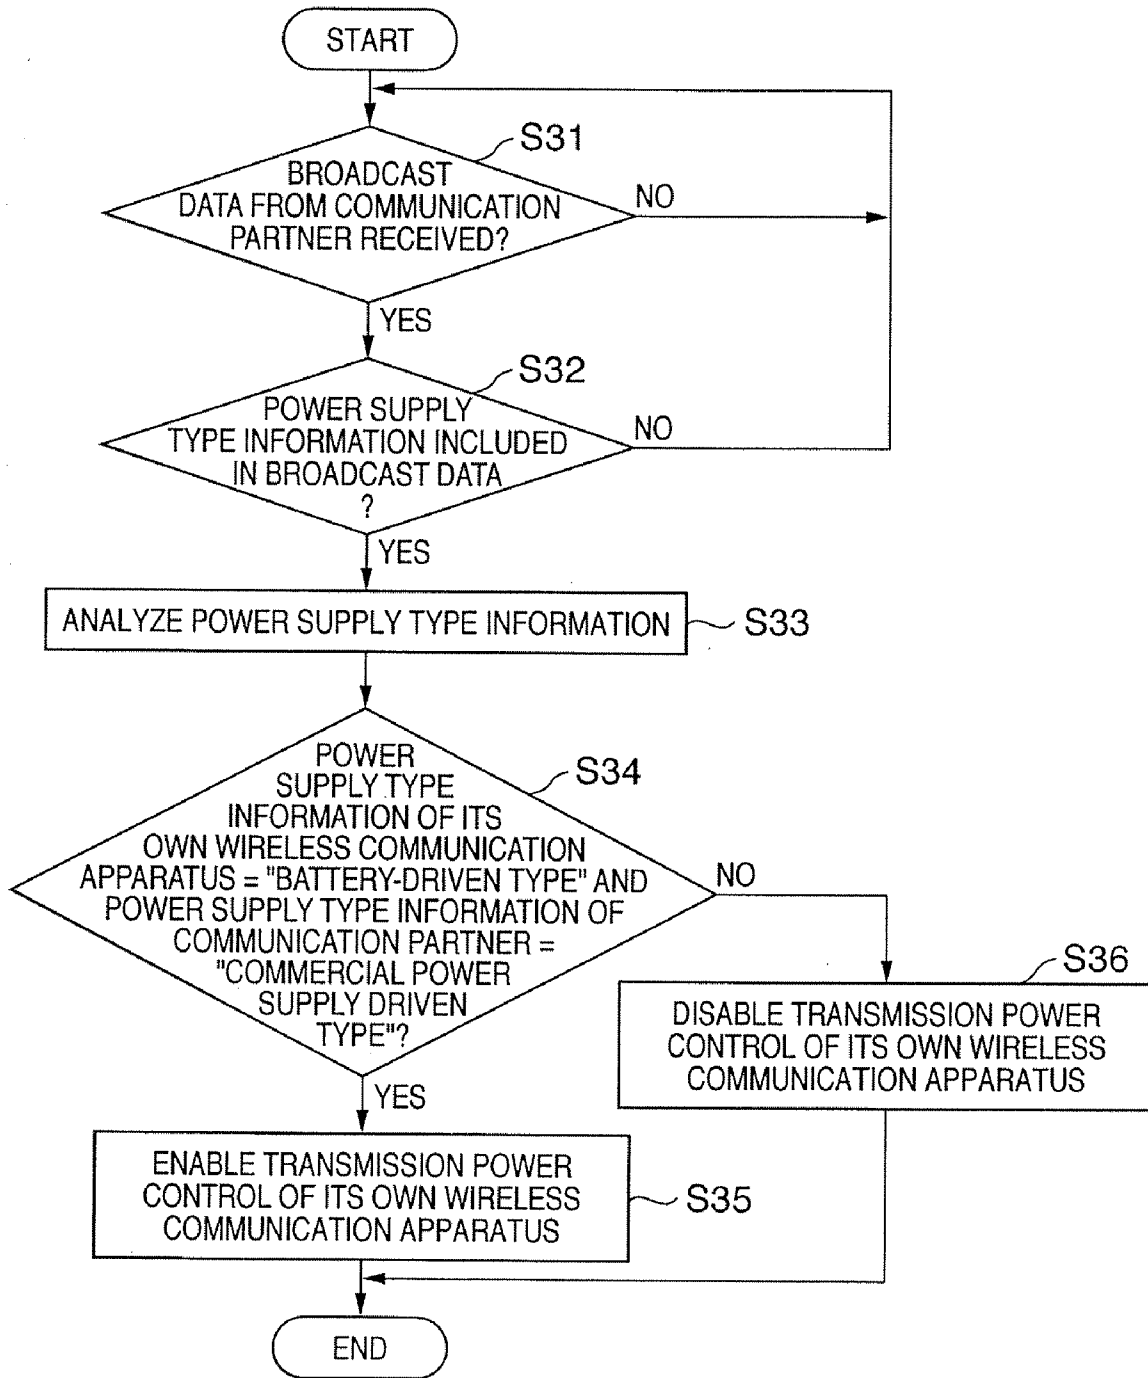 START
S31
BROADCAST
DATA FROM COMMUNICATION
PARTNER RECEIVED?
NO
YES
S32
POWER SUPPLY
TYPE INFORMATION INCLUDED
IN BROADCAST DATA
?
NO
YES
ANALYZE POWER SUPPLY TYPE INFORMATION
S33
POWER
SUPPLY TYPE
INFORMATION OF ITS
OWN WIRELESS COMMUNICATION
APPARATUS = "BATTERY-DRIVEN TYPE" AND
POWER SUPPLY TYPE INFORMATION OF
COMMUNICATION PARTNER =
"COMMERCIAL POWER
SUPPLY DRIVEN
TYPE"?
S34
NO
YES
S36
DISABLE TRANSMISSION POWER
CONTROL OF ITS OWN WIRELESS
COMMUNICATION APPARATUS
ENABLE TRANSMISSION POWER
CONTROL OF ITS OWN WIRELESS
COMMUNICATION APPARATUS
S35
END